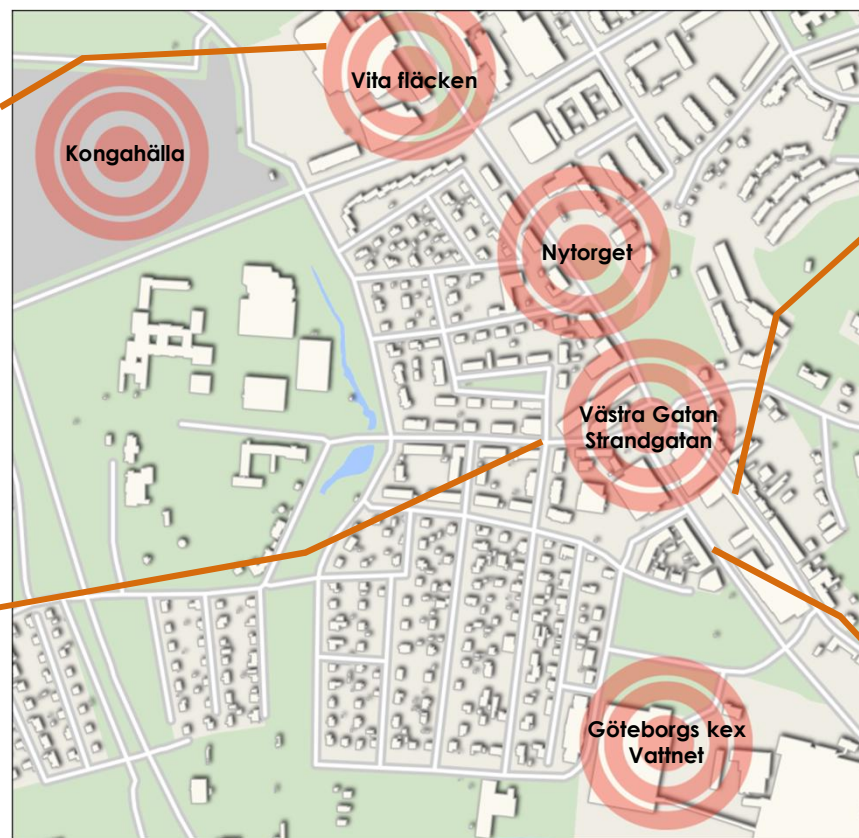 Vita fläcken
Kongahälla
Nytorget
Västra Gatan
Strandgatan
Göteborgs kex
Vattnet